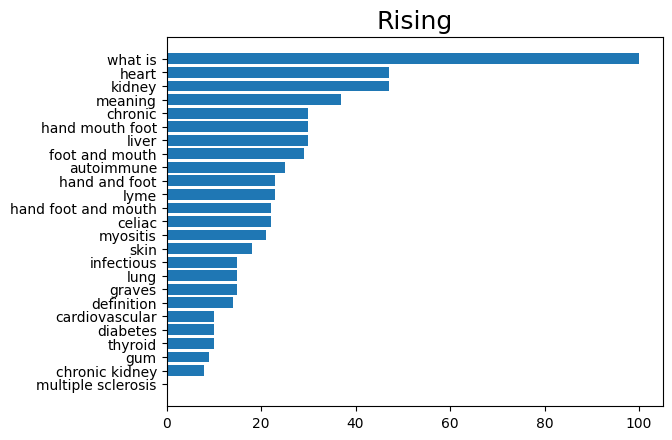 Rising
what is
heart
kidney
meaning
chronic
hand mouth foot
liver
foot and mouth
autoimmune
hand and foot
lyme
hand foot and mouth
celiac
myositis
skin
infectious
lung
graves
definition
cardiovascular
diabetes
thyroid
gum
chronic kidney
multiple sclerosis
0 20 40 60 80 100